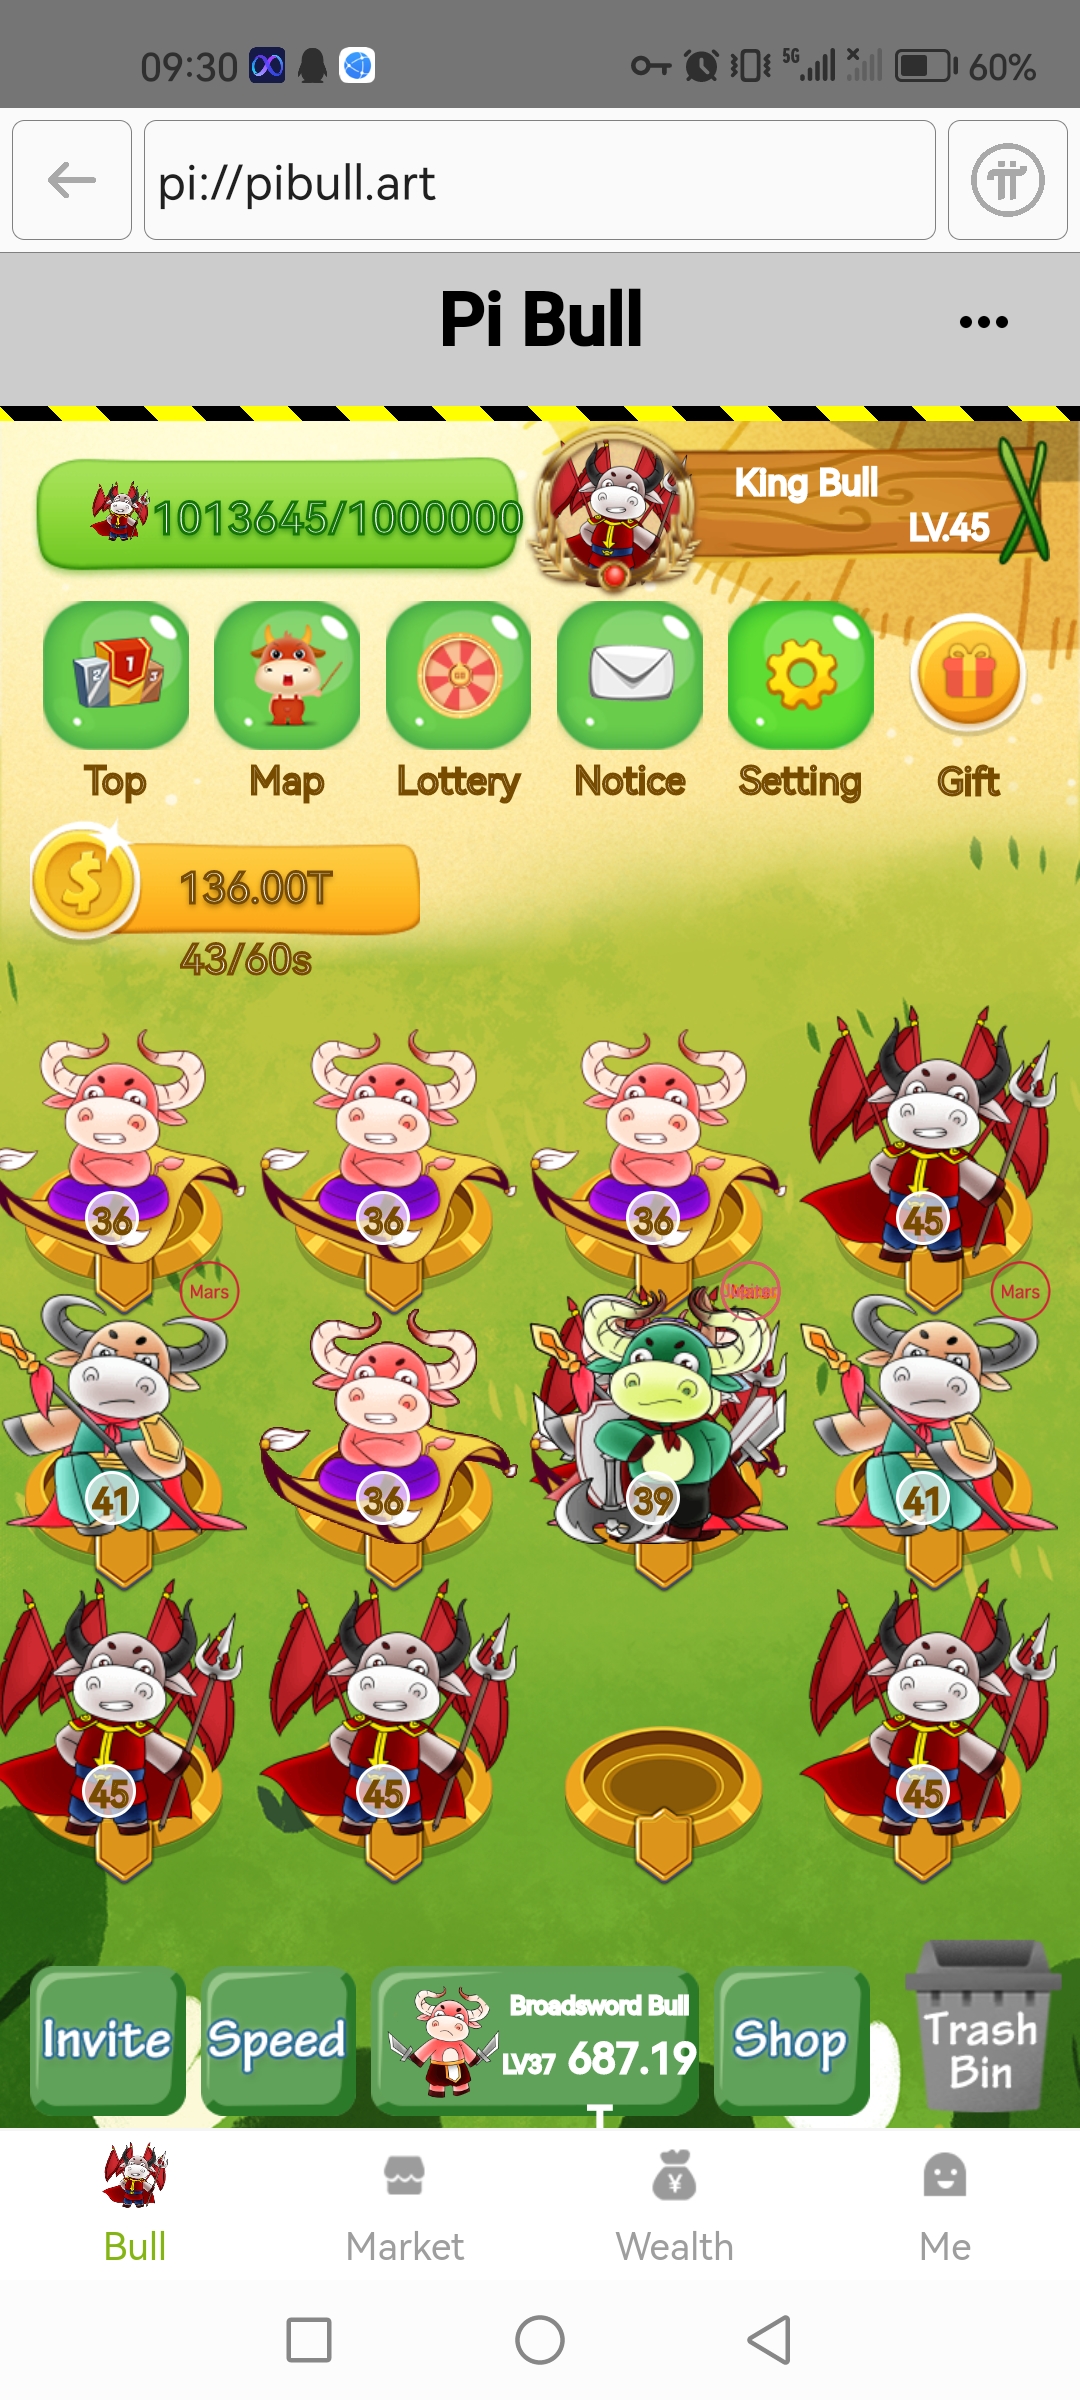 09:30
5G
60%
pi://pibull.art
Pi Bull
1013645/1000000
King Bull
LV.45
Top
Map
Lottery
Notice
Setting
Gift
136.00T
43/60s
36
36
36
45
Mars
Mars
41
36
39
41
45
45
45
Invite
Speed
Broadsword Bull
LV37 687.19
T
Shop
Trash
Bin
Bull
Market
Wealth
Me